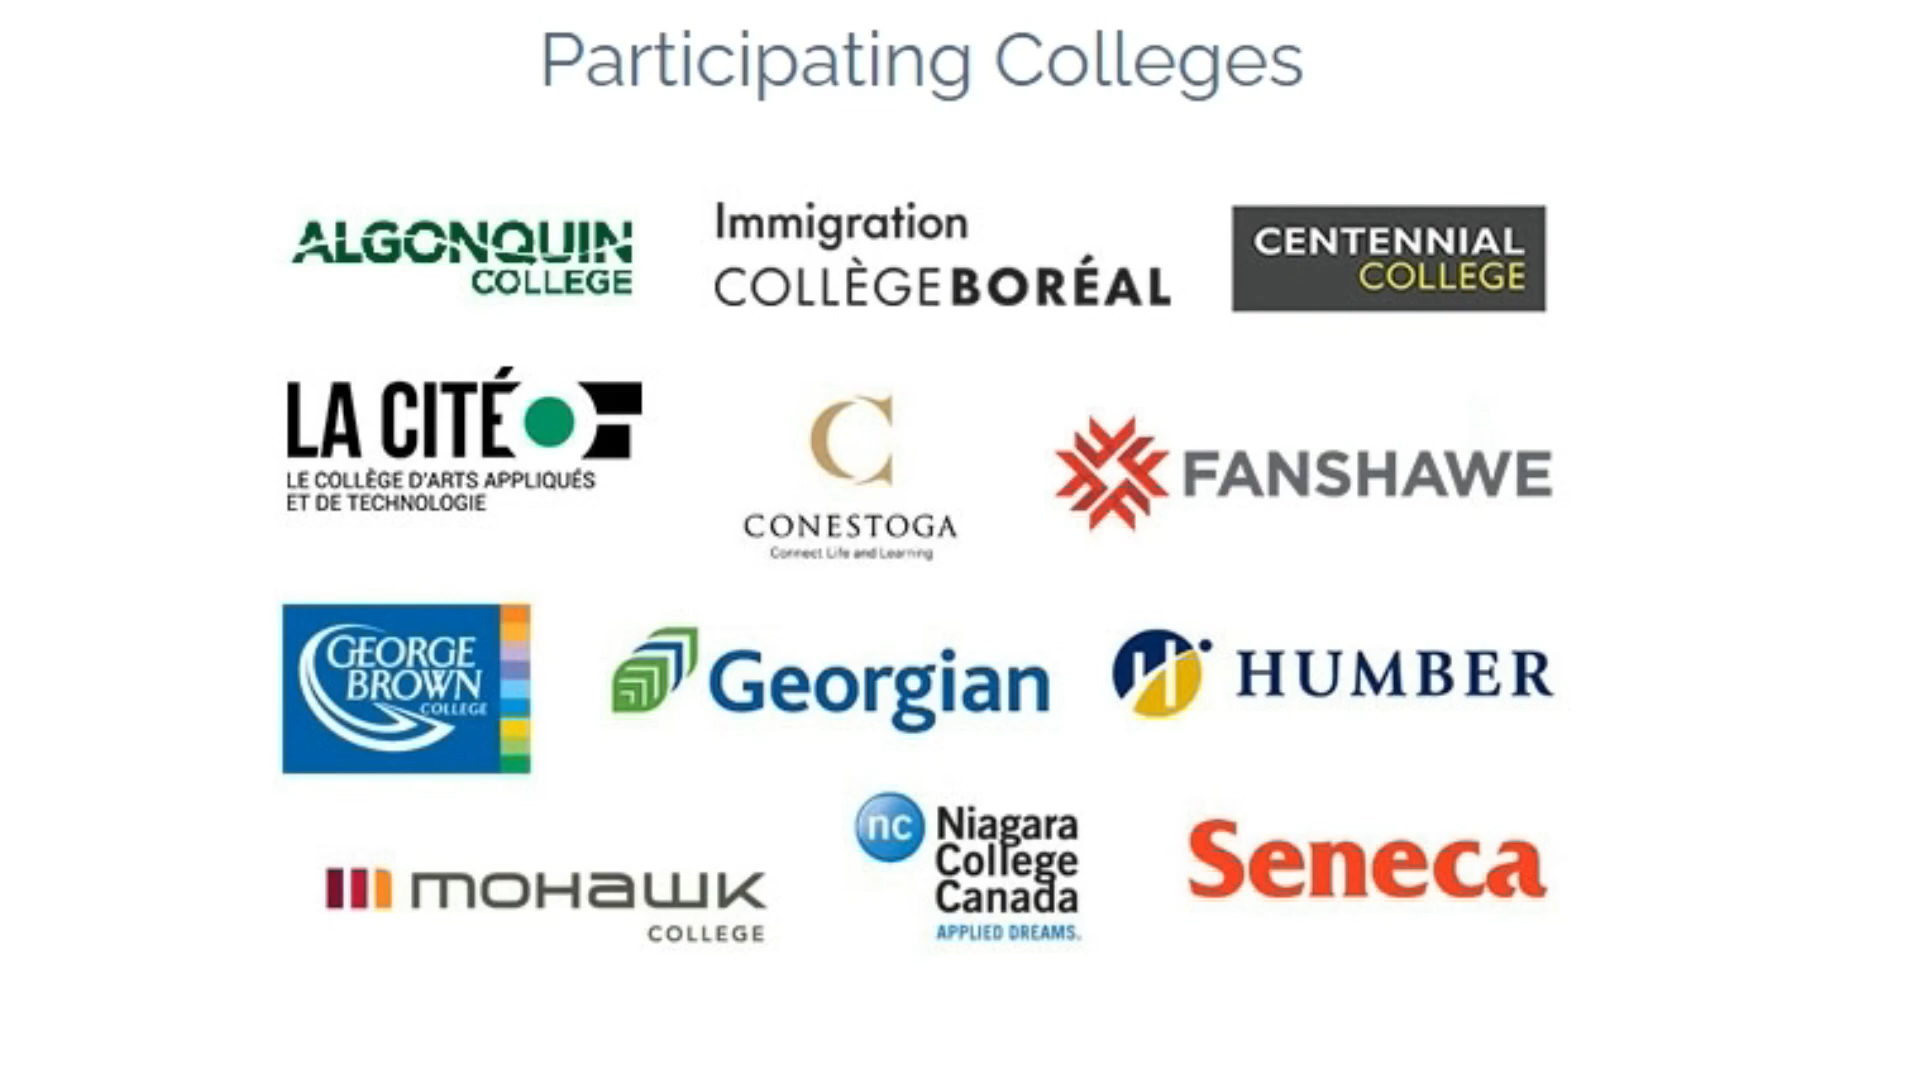 Participating Colleges
ALGONQUIN
COLLEGE
Immigration
COLLÈGE BORÉAL
CENTENNIAL
COLLEGE
LA CITÉ
LE COLLÈGE D'ARTS APPLIQUÉS
ET DE TECHNOLOGIE
C
CONESTOGA
Connect Life and Learning
FANSHAWE
GEORGE
BROWN
COLLEGE
Georgian
H
HUMBER
mohawk
COLLEGE
nc
Niagara
College
Canada
APPLIED DREAMS.
Seneca